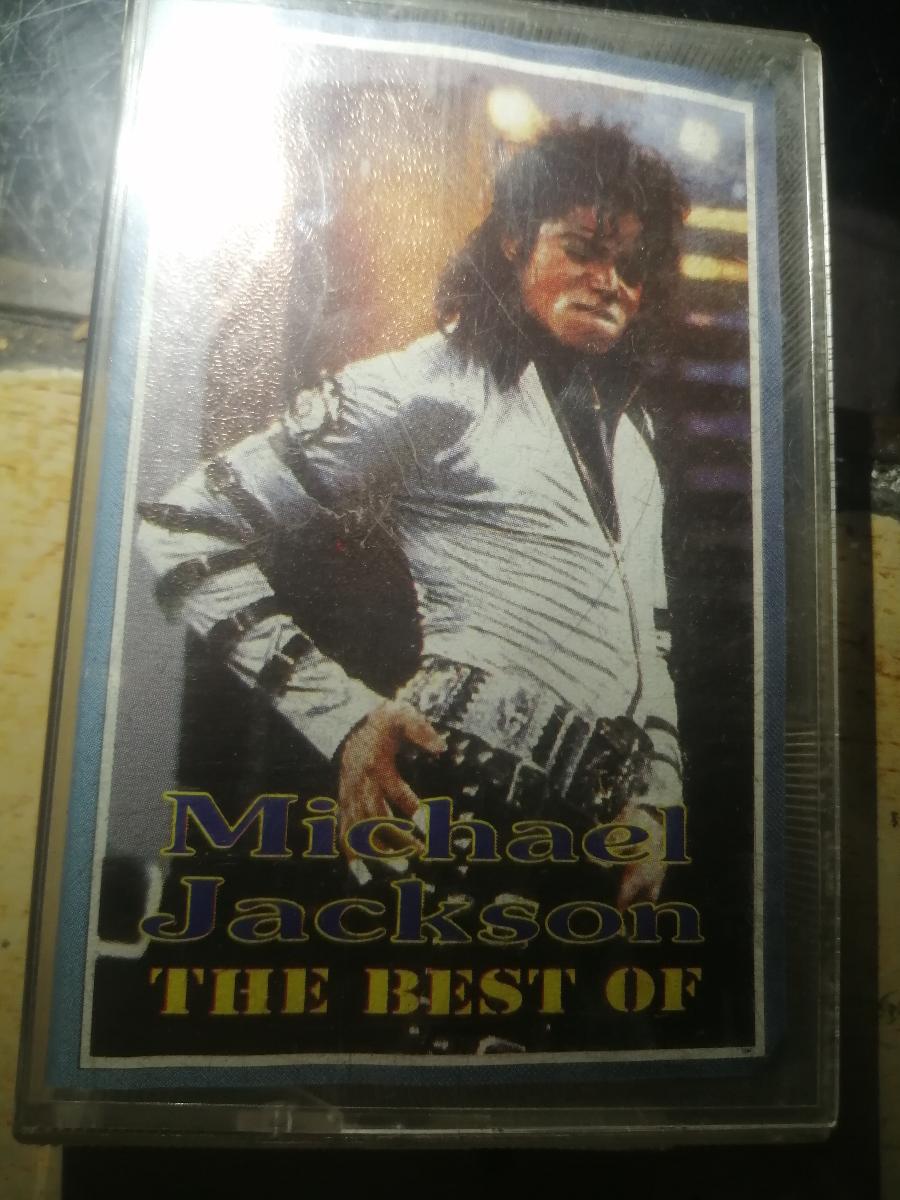 Michael
Jackson
THE BEST OF